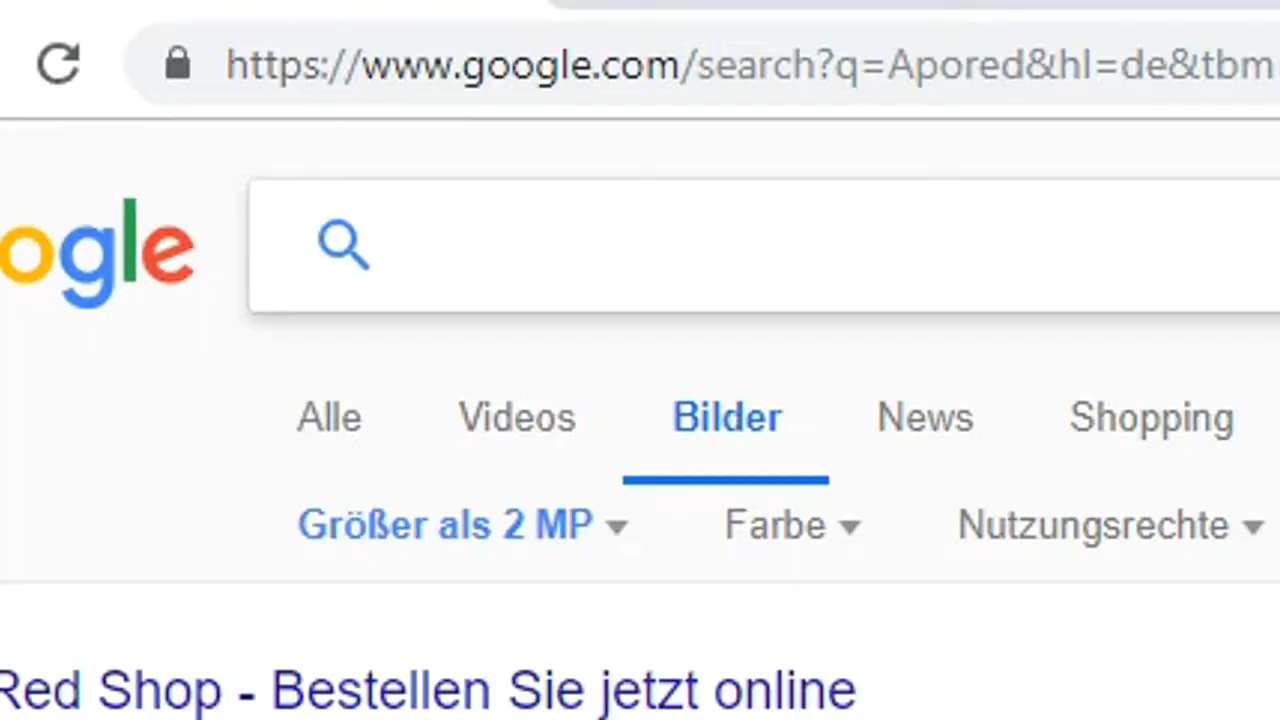 https://www.google.com/search?q=Apored&hl=de&tbm
ogle
Alle Videos Bilder News Shopping
Größer als 2 MP Farbe Nutzungsrechte
Red Shop - Bestellen Sie jetzt online